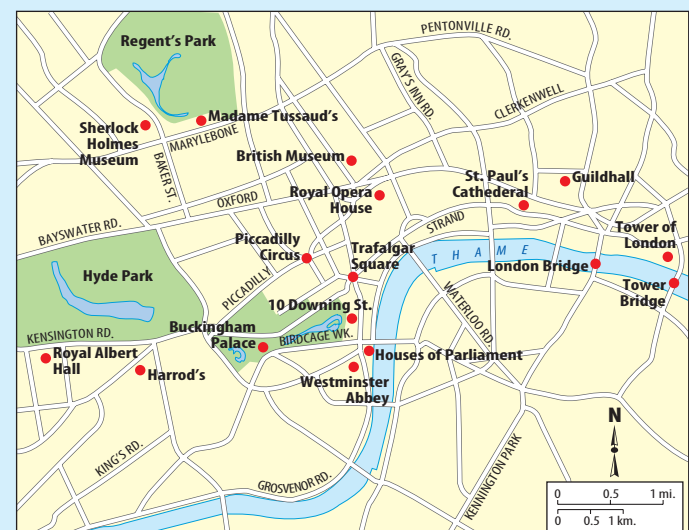 PENTONVILLE RD.
Regent's Park
GRAY'S INN RD.
CLERKENWELL
Madame Tussaud's
Sherlock
Holmes
Museum
MARYLEBONE
BAKER ST.
British Museum
St. Paul's
Cathederal
Guildhall
OXFORD
Royal Opera
House
STRAND
BAYSWATER RD.
Piccadilly
Circus
Trafalgar
Square
Tower of
London
THAME
London Bridge
Hyde Park
PICCADILLY
Tower
Bridge
10 Downing St.
WATERLOO RD.
KENSINGTON RD.
Buckingham
Palace
BIRDCAGE WK.
Royal Albert
Hall
Harrod's
Houses of Parliament
Westminster
Abbey
N
KING'S RD.
GROSVENOR RD.
KENNINGTON PARK
0 0.5 1 mi.
0 0.5 1 km.